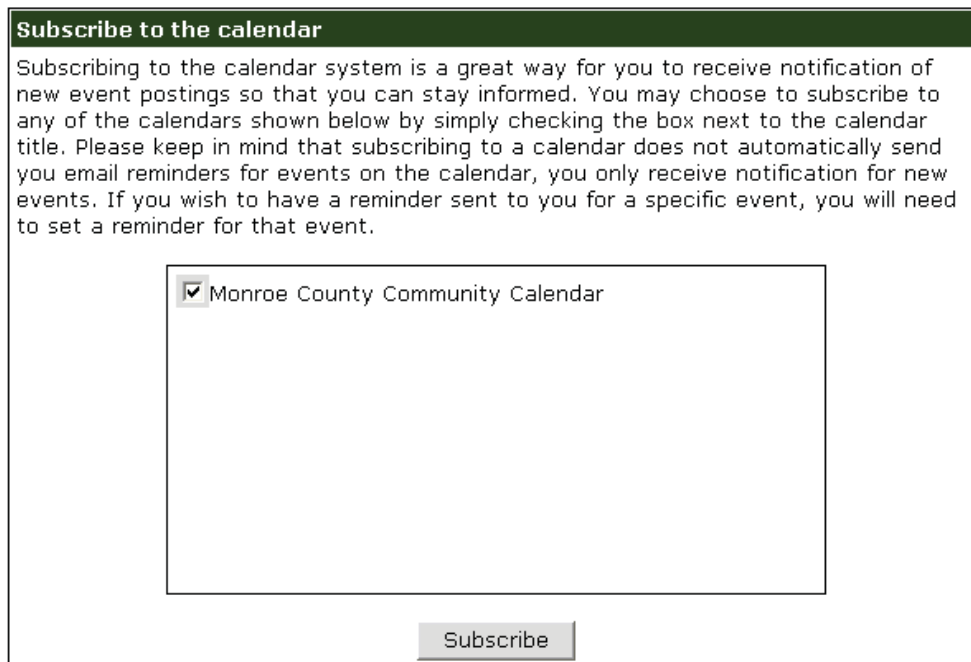 Subscribe to the calendar
Subscribing to the calendar system is a great way for you to receive notification of
new event postings so that you can stay informed. You may choose to subscribe to
any of the calendars shown below by simply checking the box next to the calendar
title. Please keep in mind that subscribing to a calendar does not automatically send
you email reminders for events on the calendar, you only receive notification for new
events. If you wish to have a reminder sent to you for a specific event, you will need
to set a reminder for that event.
Monroe County Community Calendar
Subscribe